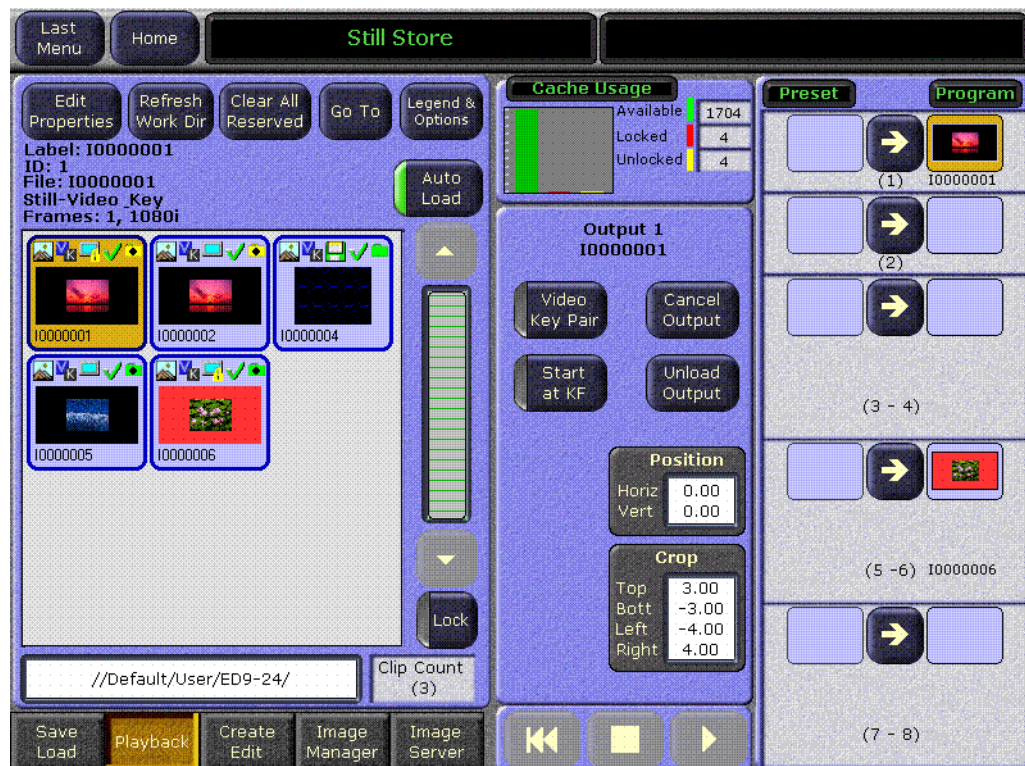 Last Menu
Home
Still Store
Edit Properties
Refresh Work Dir
Clear All Reserved
Go To
Legend & Options
Label: I0000001
ID: 1
File: I0000001
Still-Video_Key
Frames: 1, 1080i
Auto Load
I0000001
I0000002
I0000004
I0000005
I0000006
Lock
//Default/User/ED9-24/
Clip Count
(3)
Save Load
Playback
Create Edit
Image Manager
Image Server
Cache Usage
Available 1704
Locked 4
Unlocked 4
Output 1
I0000001
Video Key Pair
Cancel Output
Start at KF
Unload Output
Position
Horiz 0.00
Vert 0.00
Crop
Top 3.00
Bott -3.00
Left -4.00
Right 4.00
Preset
Program
(1) I0000001
(2)
(3 - 4)
(5 -6) I0000006
(7 - 8)